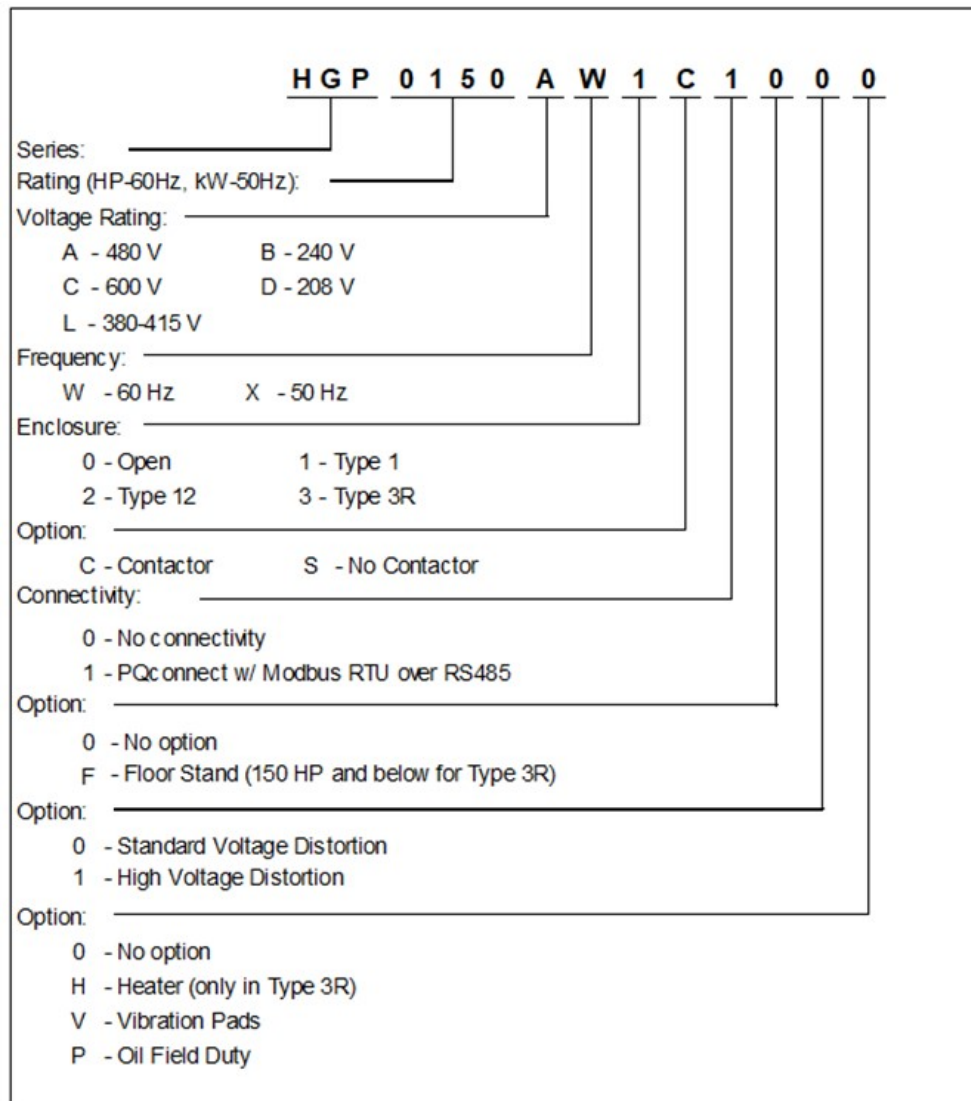 HGP 0150 A W 1 C 1 0 0 0
Series:
Rating (HP-60Hz, kW-50Hz):
Voltage Rating:
A - 480 V B - 240 V
C - 600 V D - 208 V
L - 380-415 V
Frequency:
W - 60 Hz X - 50 Hz
Enclosure:
0 - Open 1 - Type 1
2 - Type 12 3 - Type 3R
Option:
C - Contactor S - No Contactor
Connectivity:
0 - No connectivity
1 - PQconnect w/ Modbus RTU over RS485
Option:
0 - No option
F - Floor Stand (150 HP and below for Type 3R)
Option:
0 - Standard Voltage Distortion
1 - High Voltage Distortion
Option:
0 - No option
H - Heater (only in Type 3R)
V - Vibration Pads
P - Oil Field Duty